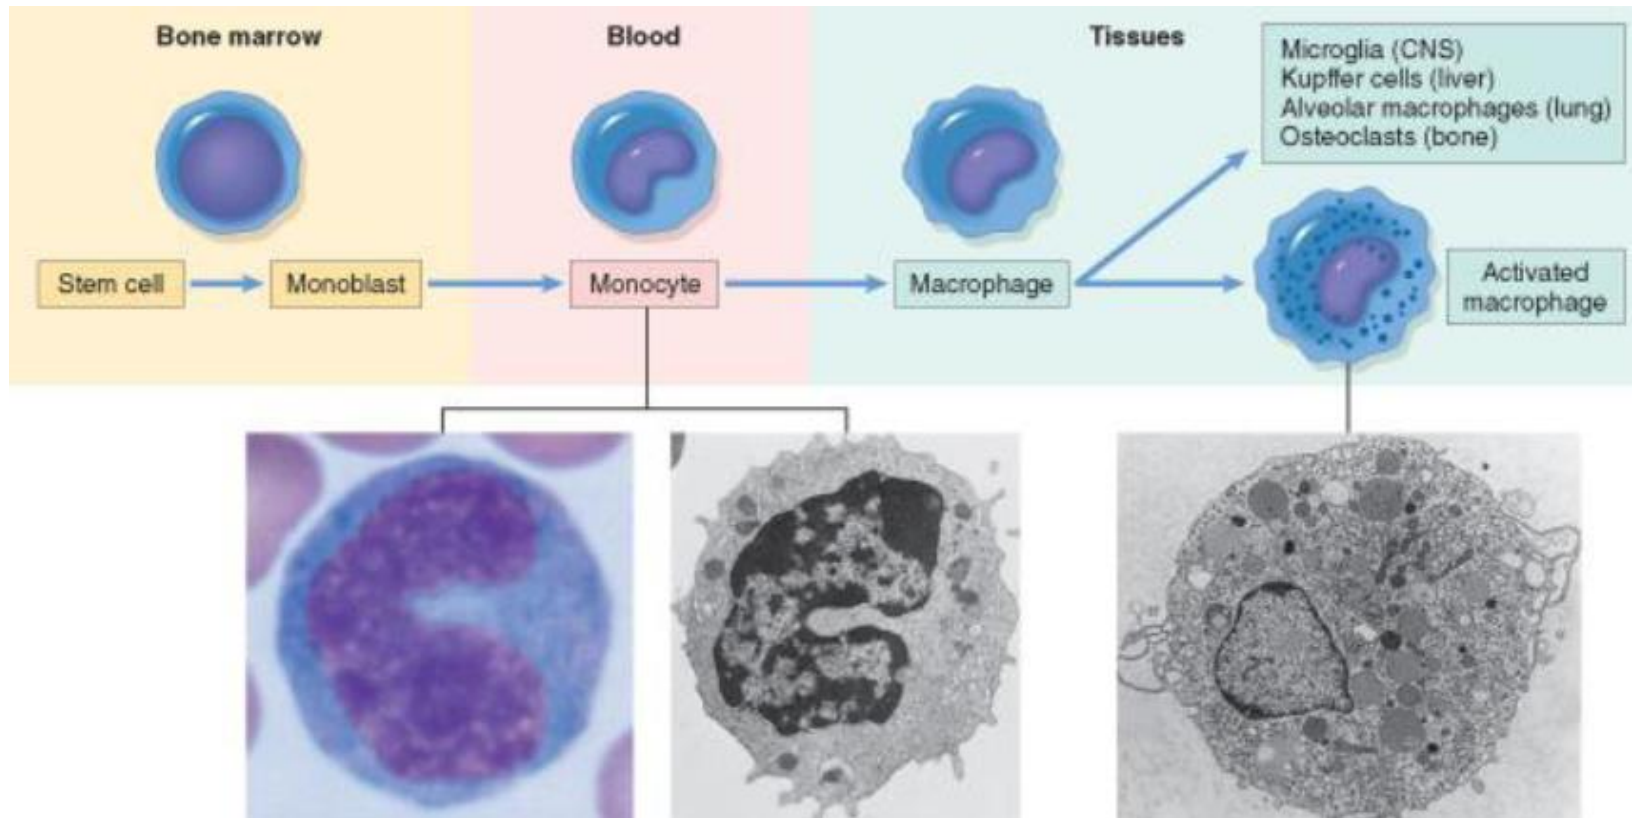 Bone marrow
Blood
Tissues
Microglia (CNS)
Kupffer cells (liver)
Alveolar macrophages (lung)
Osteoclasts (bone)
Stem cell
Monoblast
Monocyte
Macrophage
Activated
macrophage